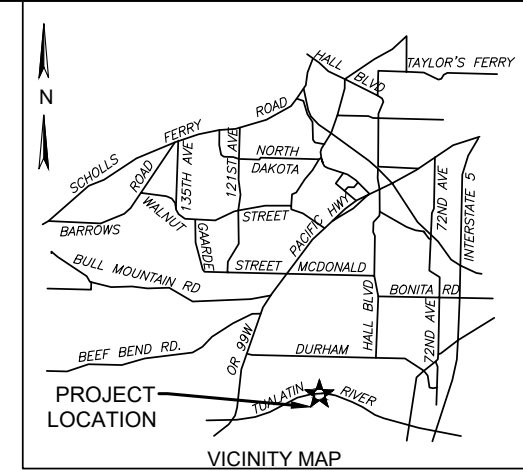 HALL
BLVD
TAYLOR'S FERRY
N
SCHOLLS
FERRY
ROAD
ROAD
135TH AVE
121ST AVE
NORTH
DAKOTA
72ND AVE
INTERSTATE 5
WALNUT
STREET
PACIFIC HWY
BARROWS
GAARDE
STREET
MCDONALD
BULL MOUNTAIN RD
HALL BLVD
BONITA RD
72ND AVE
OR 99W
DURHAM
BEEF BEND RD.
PROJECT
LOCATION
TUALATIN
RIVER
VICINITY MAP